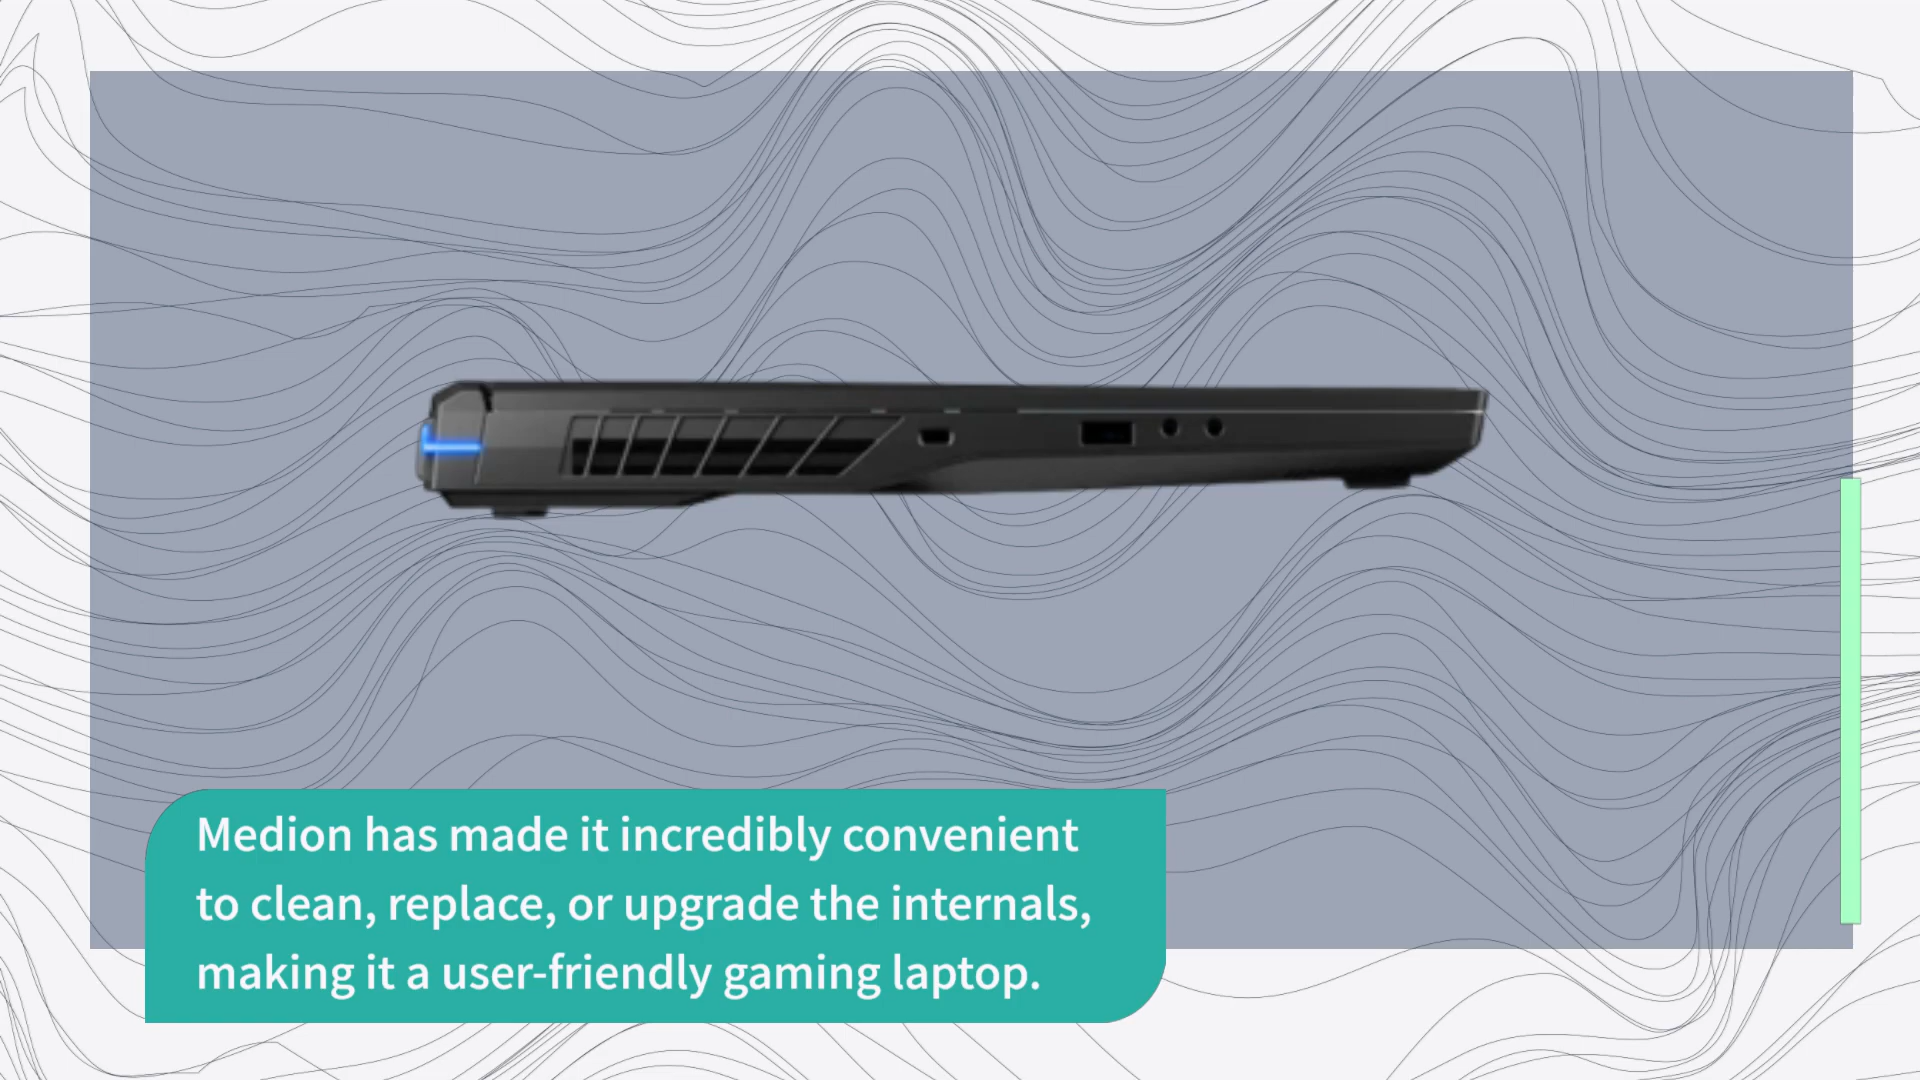 Medion has made it incredibly convenient
to clean, replace, or upgrade the internals,
making it a user-friendly gaming laptop.